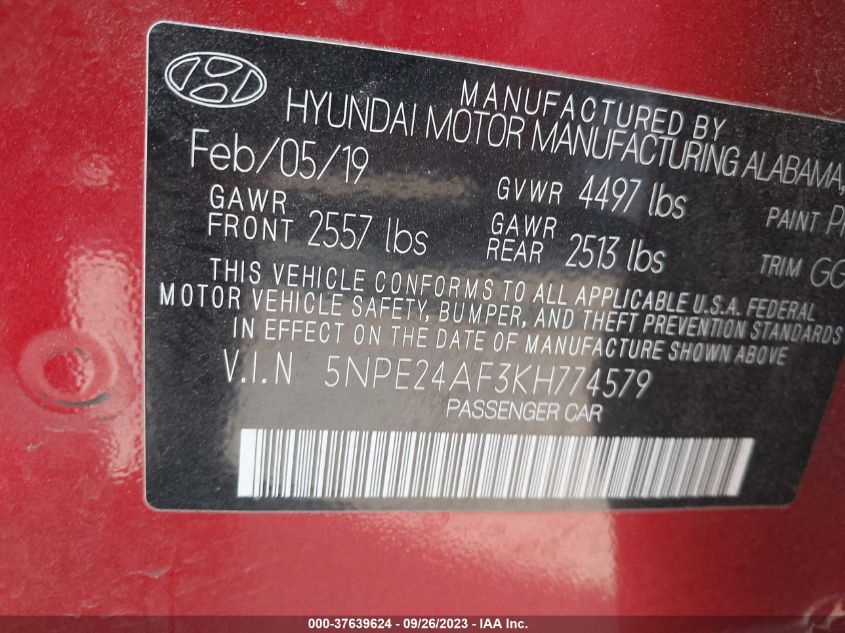 MANUFACTURED BY
HYUNDAI MOTOR MANUFACTURING ALABAMA,
Feb/05/19
GVWR 4497 lbs
PAINT
GAWR FRONT 2557 lbs
GAWR REAR 2513 lbs
TRIM GG
THIS VEHICLE CONFORMS TO ALL APPLICABLE U.S.A. FEDERAL
MOTOR VEHICLE SAFETY, BUMPER, AND THEFT PREVENTION STANDARDS
IN EFFECT ON THE DATE OF MANUFACTURE SHOWN ABOVE
V.I.N 5NPE24AF3KH774579
PASSENGER CAR
000-37639624 - 09/26/2023 - IAA Inc.